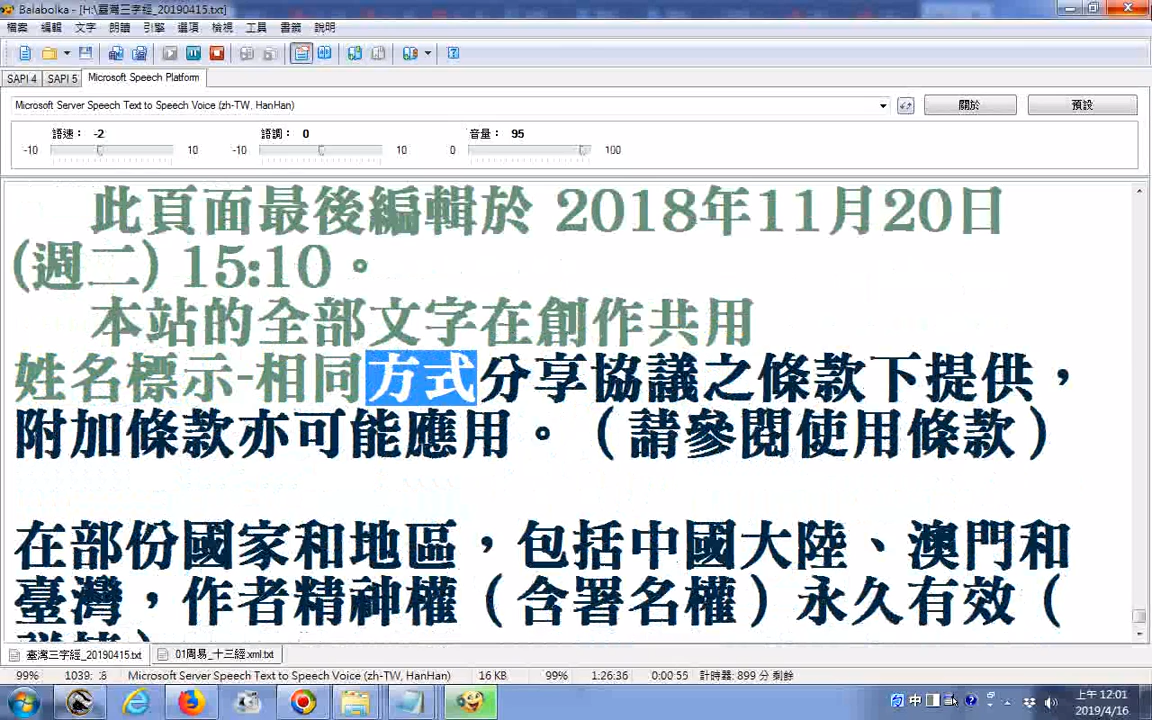 Balabolka - [H:\臺灣三字經_20190415.txt]
檔案 編輯 文字 朗讀 引擎 選項 檢視 工具 書籤 說明
SAPI 4 SAPI 5 Microsoft Speech Platform
Microsoft Server Speech Text to Speech Voice (zh-TW, HanHan)
關於 預設
語速： -2 語調： 0 音量： 95
-10 10 -10 10 0 100
此頁面最後編輯於 2018年11月20日
(週二) 15:10。
本站的全部文字在創作共用
姓名標示-相同方式分享協議之條款下提供，
附加條款亦可能應用。（請參閱使用條款）
在部份國家和地區，包括中國大陸、澳門和
臺灣，作者精神權（含署名權）永久有效（
臺灣三字經_20190415.txt 01周易_十三經.xml.txt
99% Microsoft Server Speech Text to Speech Voice (zh-TW, HanHan) 16 KB 99% 1:26:36 0:00 55 計時器: 899 分 剩餘
中 上午 12:01
2019/4/16